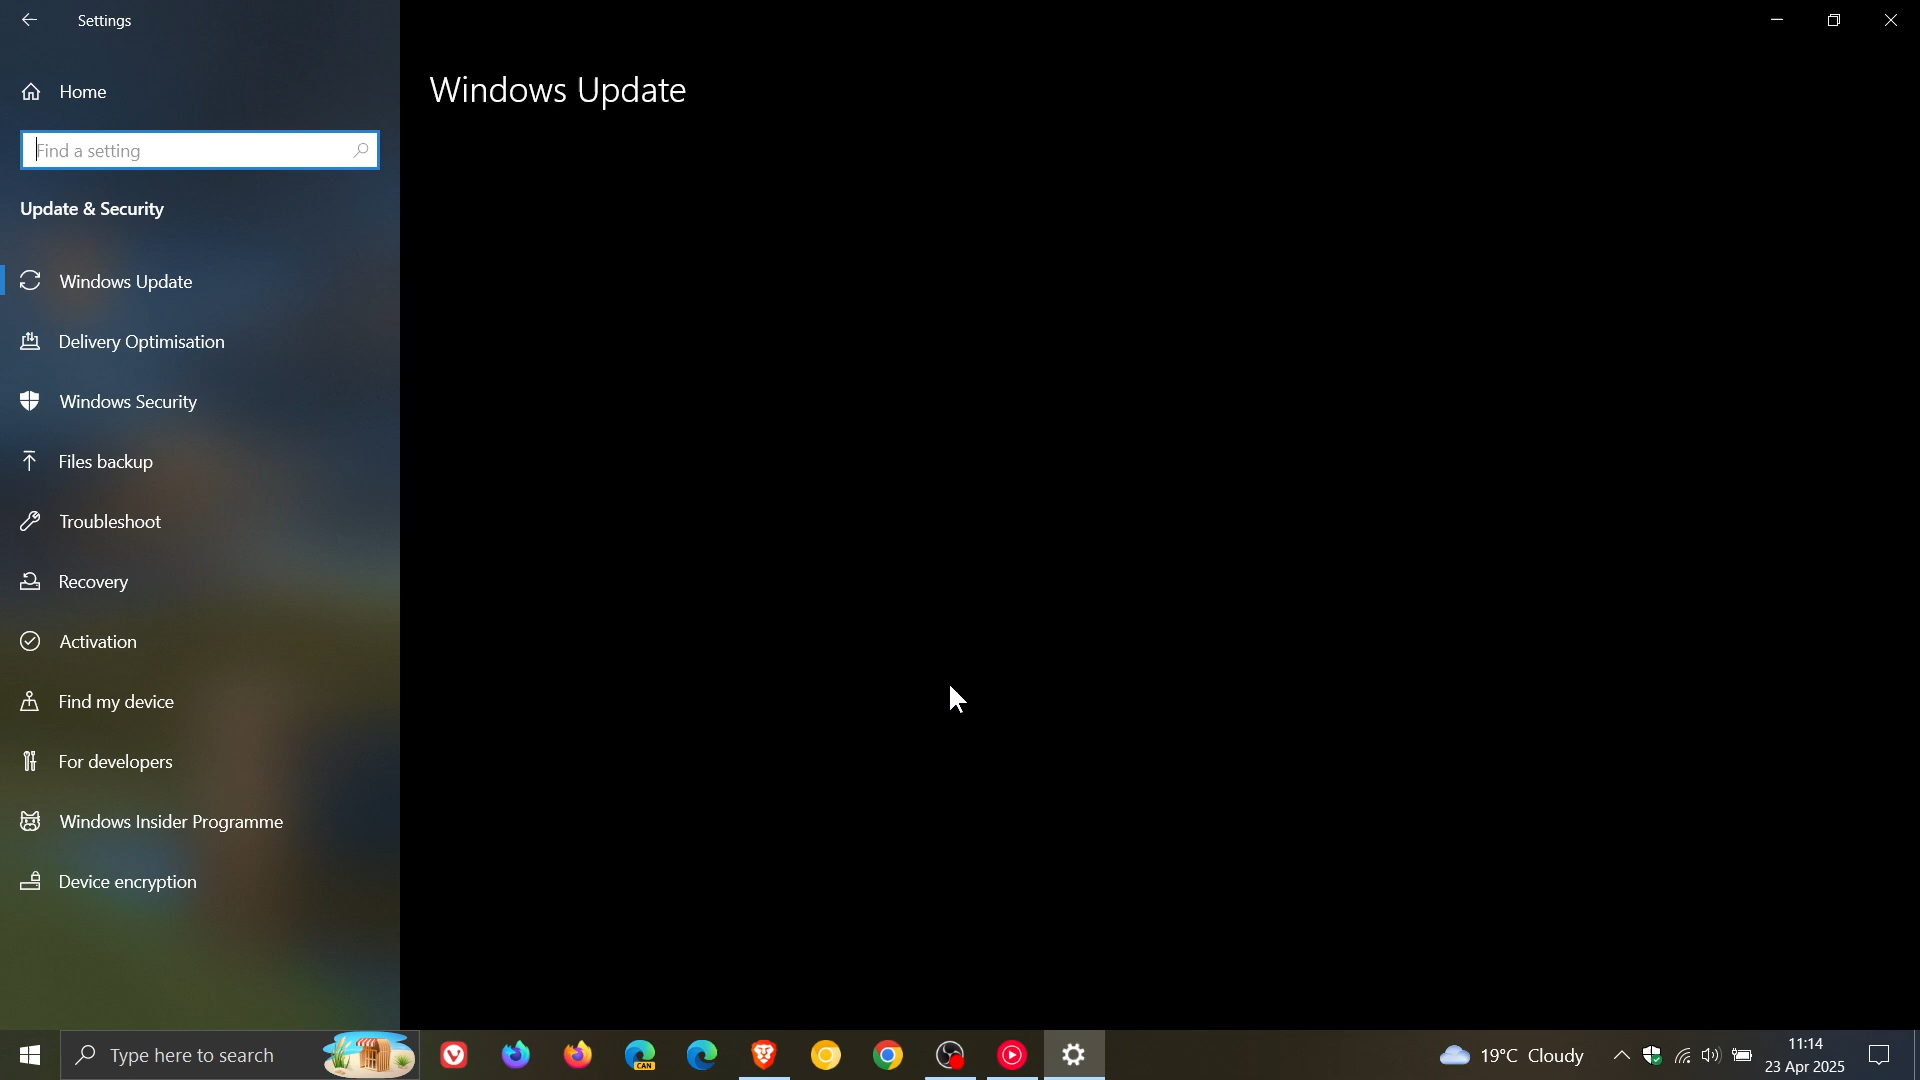 Settings
Home
Find a setting
Update & Security
Windows Update
Delivery Optimisation
Windows Security
Files backup
Troubleshoot
Recovery
Activation
Find my device
For developers
Windows Insider Programme
Device encryption
Windows Update
Type here to search
CAN
19°C Cloudy
11:14
23 Apr 2025